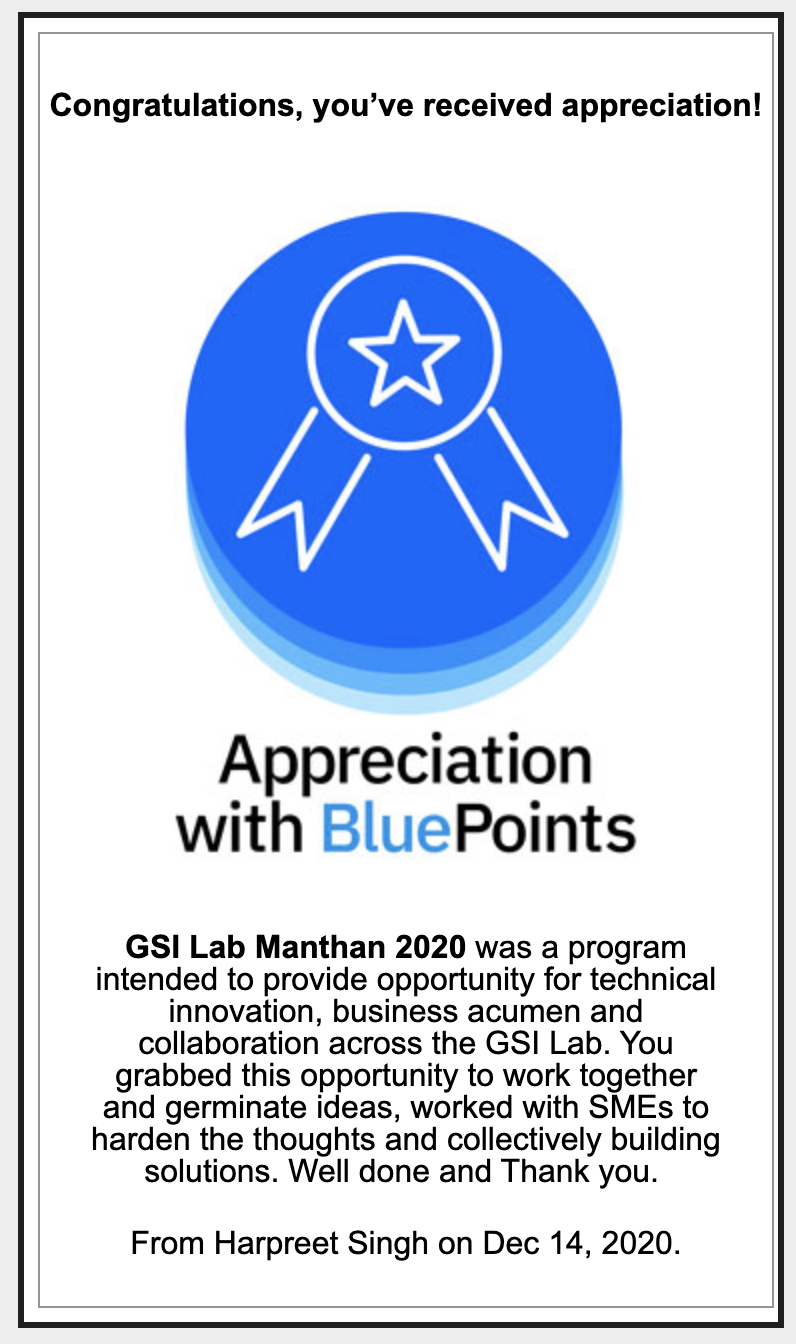 Congratulations, you’ve received appreciation!
Appreciation
with BluePoints
GSI Lab Manthan 2020 was a program
intended to provide opportunity for technical
innovation, business acumen and
collaboration across the GSI Lab. You
grabbed this opportunity to work together
and germinate ideas, worked with SMEs to
harden the thoughts and collectively building
solutions. Well done and Thank you.
From Harpreet Singh on Dec 14, 2020.